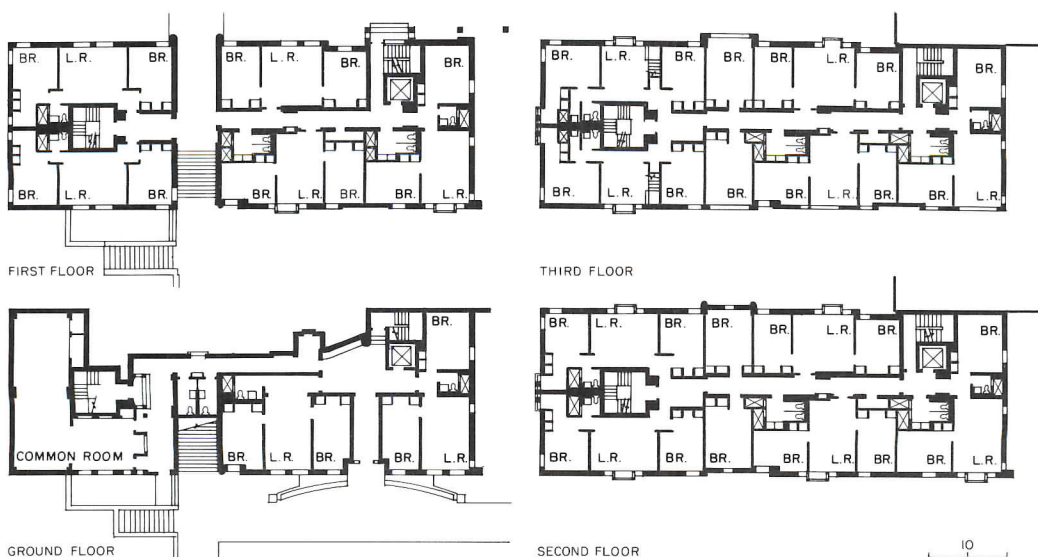 BR. L.R. BR. BR. L.R. BR. BR.
BR. L.R. BR. BR. L.R. BR. BR. L.R.
FIRST FLOOR
BR. L.R. BR. BR. BR. L.R. BR. BR.
BR. L.R. BR. BR. BR. L.R. BR. BR. L.R.
THIRD FLOOR
BR.
COMMON ROOM
BR. L.R. BR. BR. L.R.
GROUND FLOOR
BR. L.R. BR. BR. BR. L.R. BR. BR.
BR. L.R. BR. BR. BR. L.R. BR. BR. L.R.
SECOND FLOOR
10